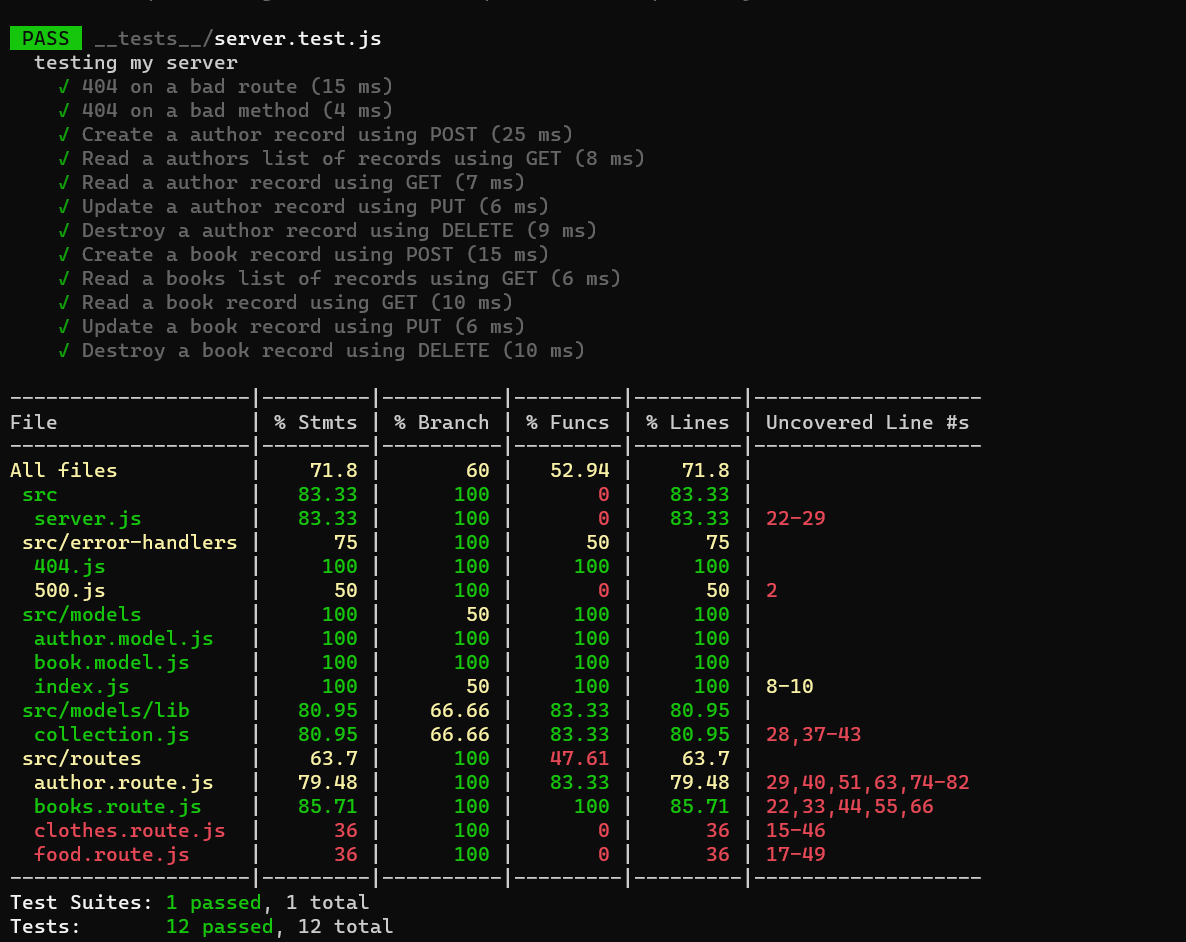 PASS __tests__/server.test.js
testing my server
√ 404 on a bad route (15 ms)
√ 404 on a bad method (4 ms)
√ Create a author record using POST (25 ms)
√ Read a authors list of records using GET (8 ms)
√ Read a author record using GET (7 ms)
√ Update a author record using PUT (6 ms)
√ Destroy a author record using DELETE (9 ms)
√ Create a book record using POST (15 ms)
√ Read a books list of records using GET (6 ms)
√ Read a book record using GET (10 ms)
√ Update a book record using PUT (6 ms)
√ Destroy a book record using DELETE (10 ms)
--------------------|---------|----------|---------|---------|-------------------
File | % Stmts | % Branch | % Funcs | % Lines | Uncovered Line #s
--------------------|---------|----------|---------|---------|-------------------
All files | 71.8 | 60 | 52.94 | 71.8 |
src | 83.33 | 100 | 0 | 83.33 |
server.js | 83.33 | 100 | 0 | 83.33 | 22-29
src/error-handlers | 75 | 100 | 50 | 75 |
404.js | 100 | 100 | 100 | 100 |
500.js | 50 | 100 | 0 | 50 | 2
src/models | 100 | 50 | 100 | 100 |
author.model.js | 100 | 100 | 100 | 100 |
book.model.js | 100 | 100 | 100 | 100 |
index.js | 100 | 50 | 100 | 100 | 8-10
src/models/lib | 80.95 | 66.66 | 83.33 | 80.95 |
collection.js | 80.95 | 66.66 | 83.33 | 80.95 | 28,37-43
src/routes | 63.7 | 100 | 47.61 | 63.7 |
author.route.js | 79.48 | 100 | 83.33 | 79.48 | 29,40,51,63,74-82
books.route.js | 85.71 | 100 | 100 | 85.71 | 22,33,44,55,66
clothes.route.js | 36 | 100 | 0 | 36 | 15-46
food.route.js | 36 | 100 | 0 | 36 | 17-49
--------------------|---------|----------|---------|---------|-------------------
Test Suites: 1 passed, 1 total
Tests: 12 passed, 12 total